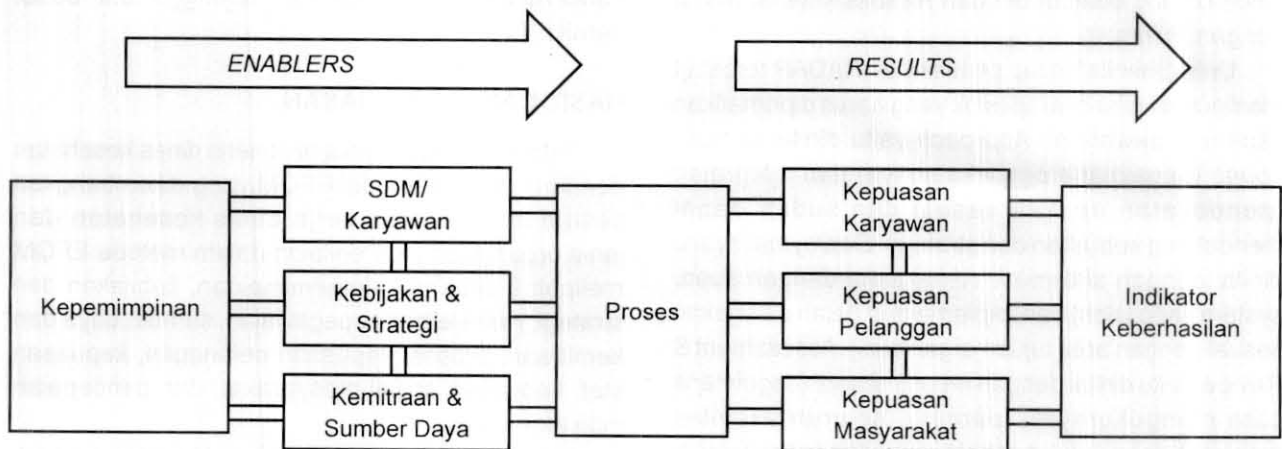 ENABLERS
RESULTS
Kepemimpinan
SDM/
Karyawan
Kebijakan &
Strategi
Kemitraan &
Sumber Daya
Proses
Kepuasan
Karyawan
Kepuasan
Pelanggan
Kepuasan
Masyarakat
Indikator
Keberhasilan